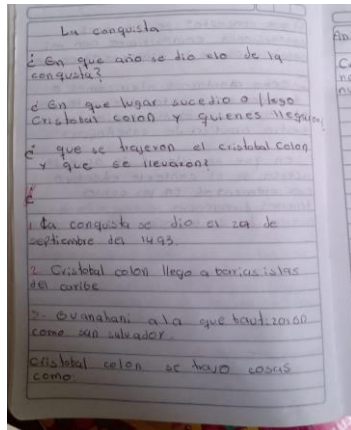 La conquista
¿ En que año se dio elo de la
conquista?
¿ En que lugar sucedio o llego
Cristobal colon y quienes llegaron
¿ que se trajeron el cristobal colon
y que se llevaron?
¿
1. La conquista se dio el 29 de
septiembre del 1493.
2. Cristobal colon llego a barias islas
del caribe
3. Guanahani a la que bautizoron
como san salvador.
cristobal colon se trajo cosas
como: